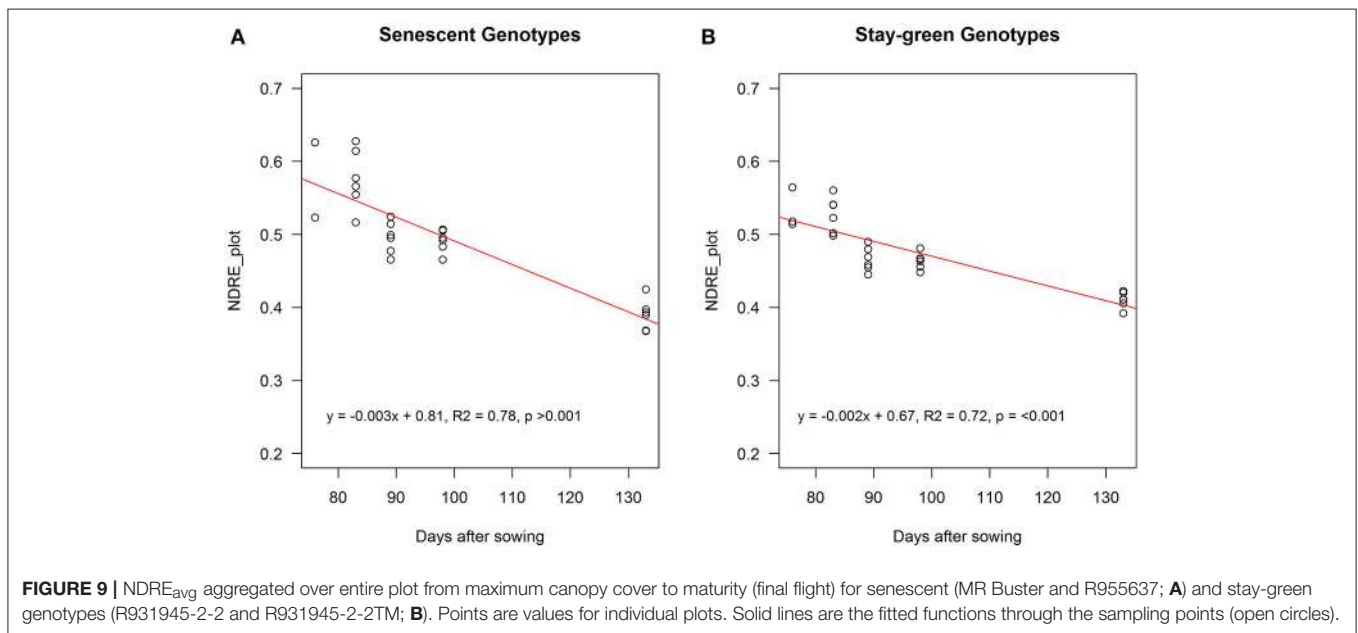 A
Senescent Genotypes
NDRE_plot
0.7
0.6
0.5
0.4
0.3
0.2
y = -0.003x + 0.81, R2 = 0.78, p >0.001
80 90 100 110 120 130
Days after sowing
B
Stay-green Genotypes
NDRE_plot
0.7
0.6
0.5
0.4
0.3
0.2
y = -0.002x + 0.67, R2 = 0.72, p = <0.001
80 90 100 110 120 130
Days after sowing
FIGURE 9 | NDREavg aggregated over entire plot from maximum canopy cover to maturity (final flight) for senescent (MR Buster and R955637; A) and stay-green
genotypes (R931945-2-2 and R931945-2-2TM; B). Points are values for individual plots. Solid lines are the fitted functions through the sampling points (open circles).